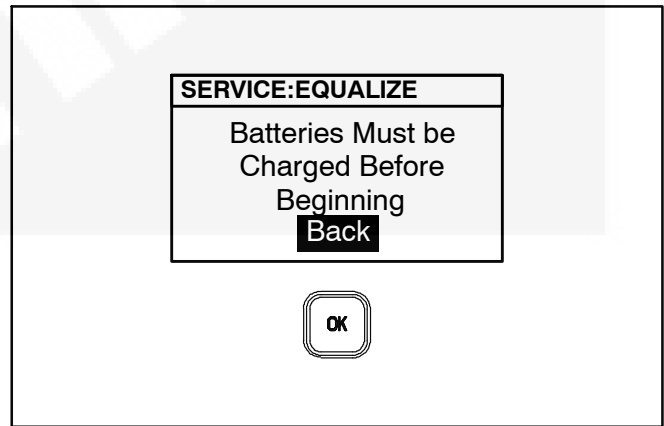 SERVICE:EQUALIZE
Batteries Must be
Charged Before
Beginning
Back
OK